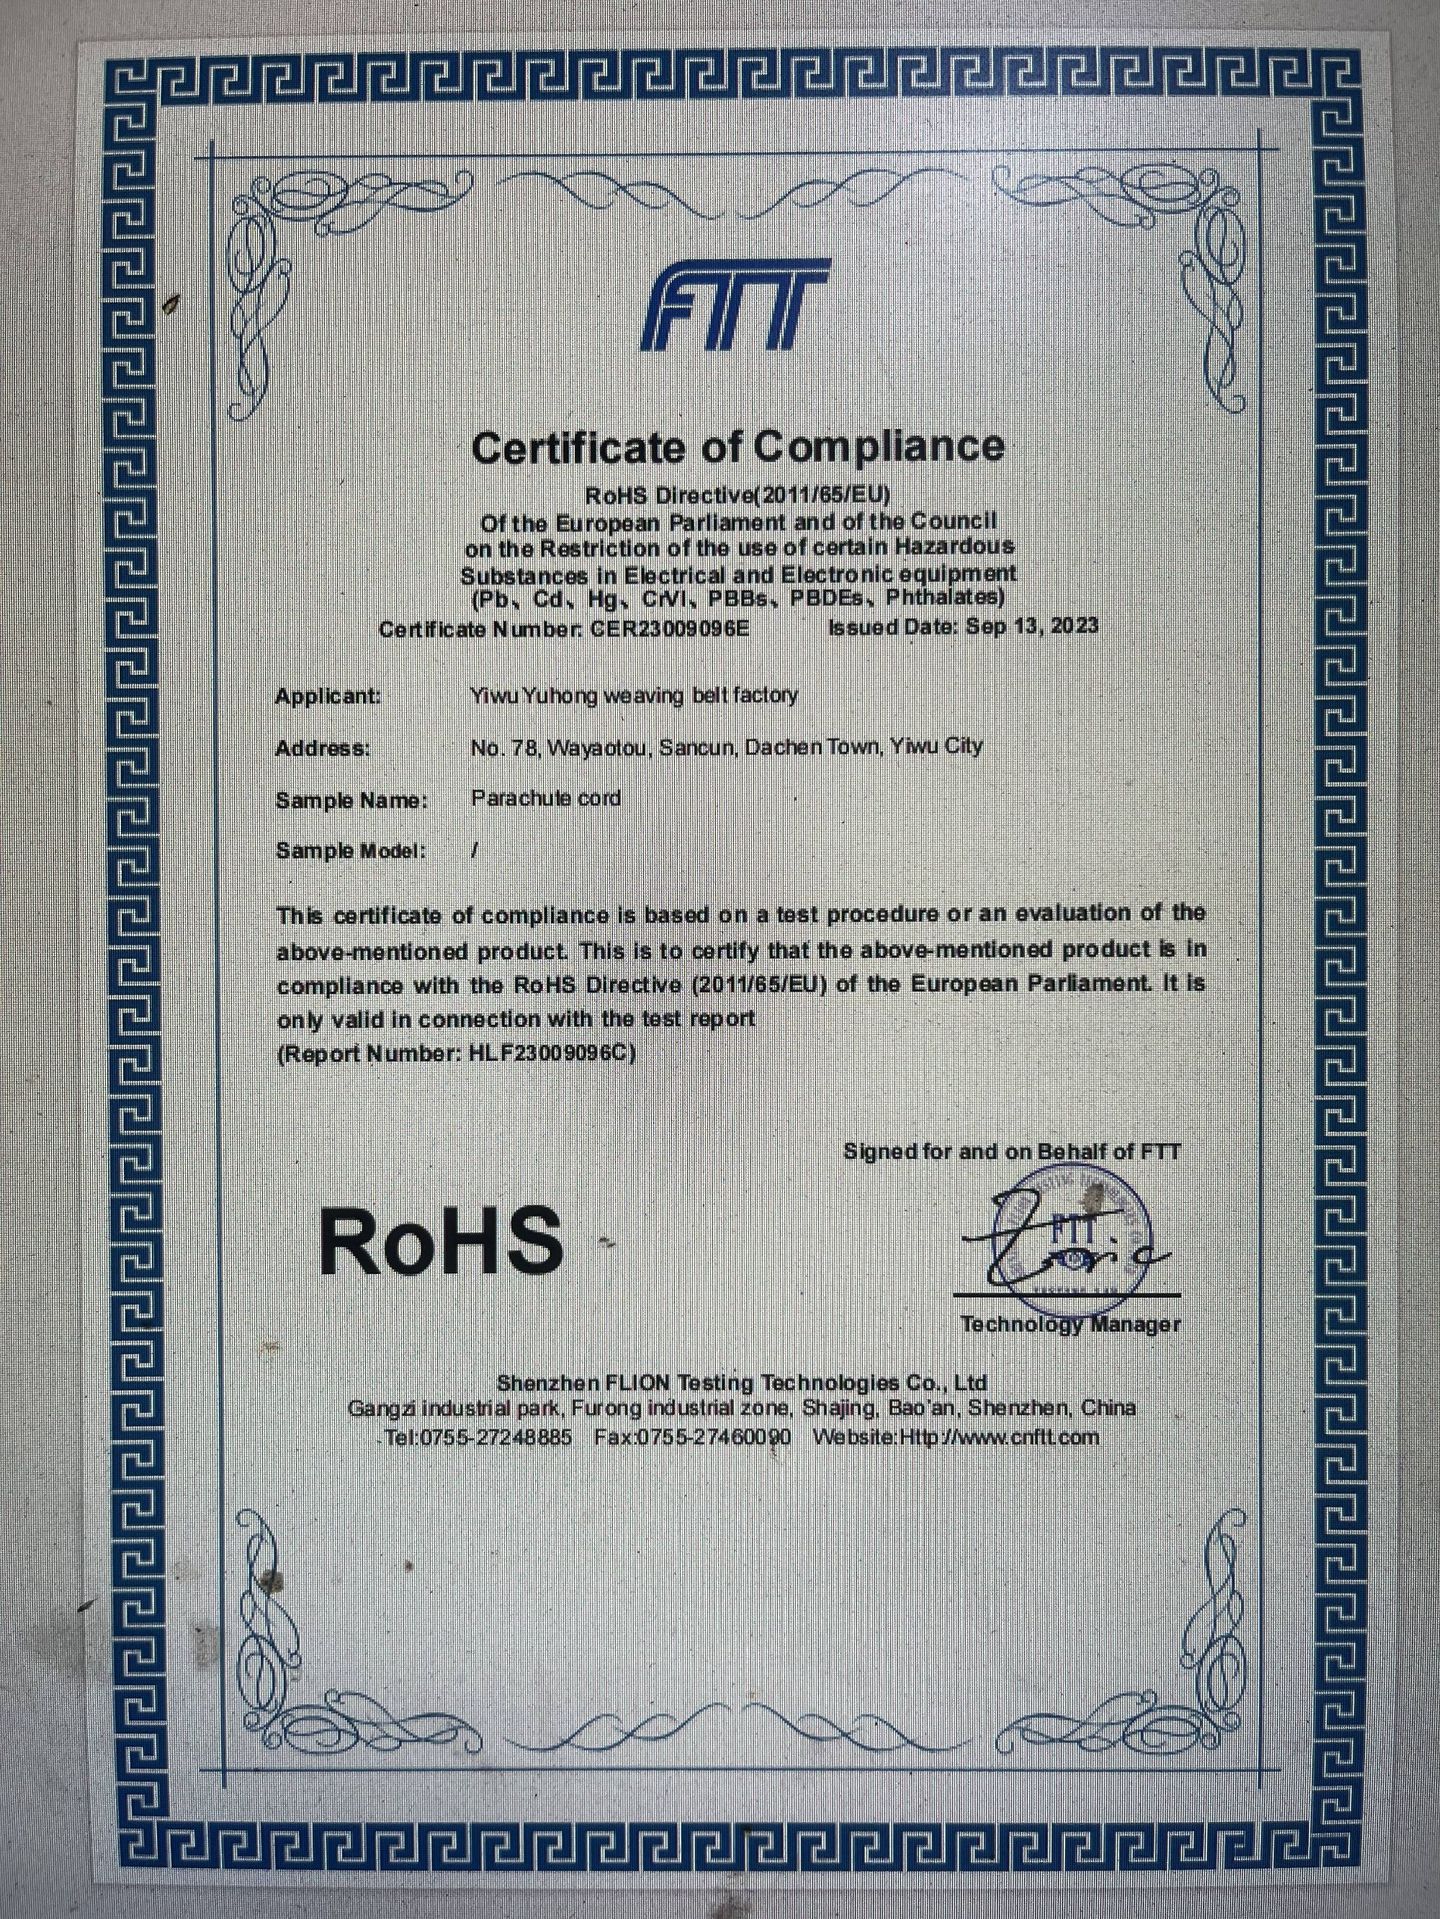 FTT
Certificate of Compliance
RoHS Directive(2011/65/EU)
Of the European Parliament and of the Council
on the Restriction of the use of certain Hazardous
Substances in Electrical and Electronic equipment
(Pb、Cd、Hg、CrVI、PBBs、PBDEs、Phthalates)
Certificate Number: CER23009096E Issued Date: Sep 13, 2023
Applicant: Yiwu Yuhong weaving belt factory
Address: No. 78, Wayaotou, Sancun, Dachen Town, Yiwu City
Sample Name: Parachute cord
Sample Model: /
This certificate of compliance is based on a test procedure or an evaluation of the
above-mentioned product. This is to certify that the above-mentioned product is in
compliance with the RoHS Directive (2011/65/EU) of the European Parliament. It is
only valid in connection with the test report
(Report Number: HLF23009096C)
Signed for and on Behalf of FTT
FTT
RoHS
Technology Manager
Shenzhen FLION Testing Technologies Co., Ltd
Gangzi industrial park, Furong industrial zone, Shajing, Bao'an, Shenzhen, China
Tel:0755-27248885 Fax:0755-27460090 Website:Http://www.cnftt.com